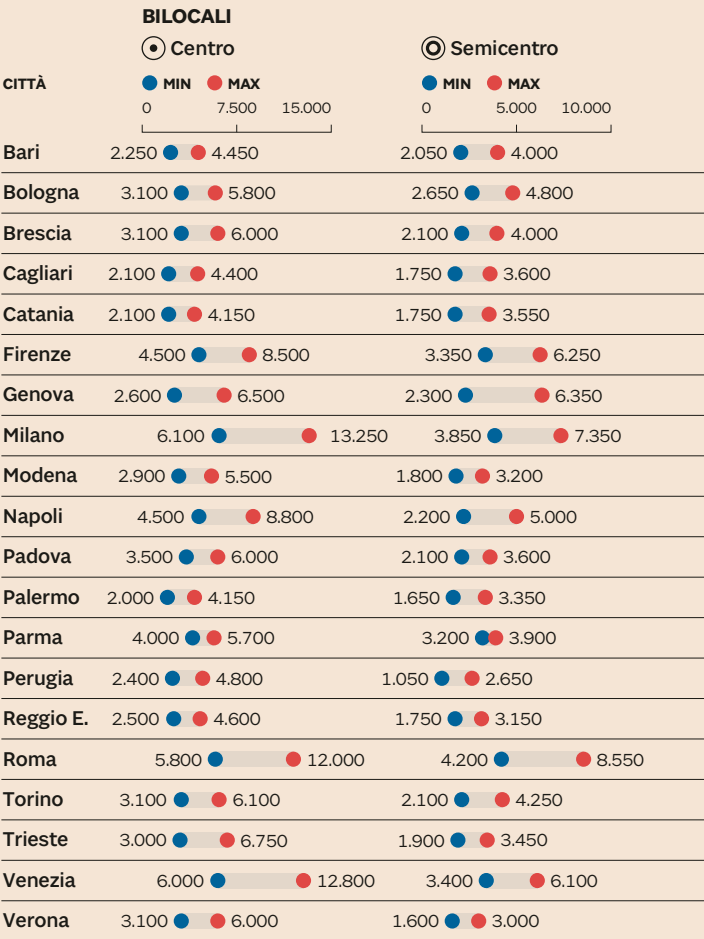 BILOCALI
Centro Semicentro
CITTÀ MIN MAX MIN MAX
0 7.500 15.000 0 5.000 10.000
Bari 2.250 4.450 2.050 4.000
Bologna 3.100 5.800 2.650 4.800
Brescia 3.100 6.000 2.100 4.000
Cagliari 2.100 4.400 1.750 3.600
Catania 2.100 4.150 1.750 3.550
Firenze 4.500 8.500 3.350 6.250
Genova 2.600 6.500 2.300 6.350
Milano 6.100 13.250 3.850 7.350
Modena 2.900 5.500 1.800 3.200
Napoli 4.500 8.800 2.200 5.000
Padova 3.500 6.000 2.100 3.600
Palermo 2.000 4.150 1.650 3.350
Parma 4.000 5.700 3.200 3.900
Perugia 2.400 4.800 1.050 2.650
Reggio E. 2.500 4.600 1.750 3.150
Roma 5.800 12.000 4.200 8.550
Torino 3.100 6.100 2.100 4.250
Trieste 3.000 6.750 1.900 3.450
Venezia 6.000 12.800 3.400 6.100
Verona 3.100 6.000 1.600 3.000